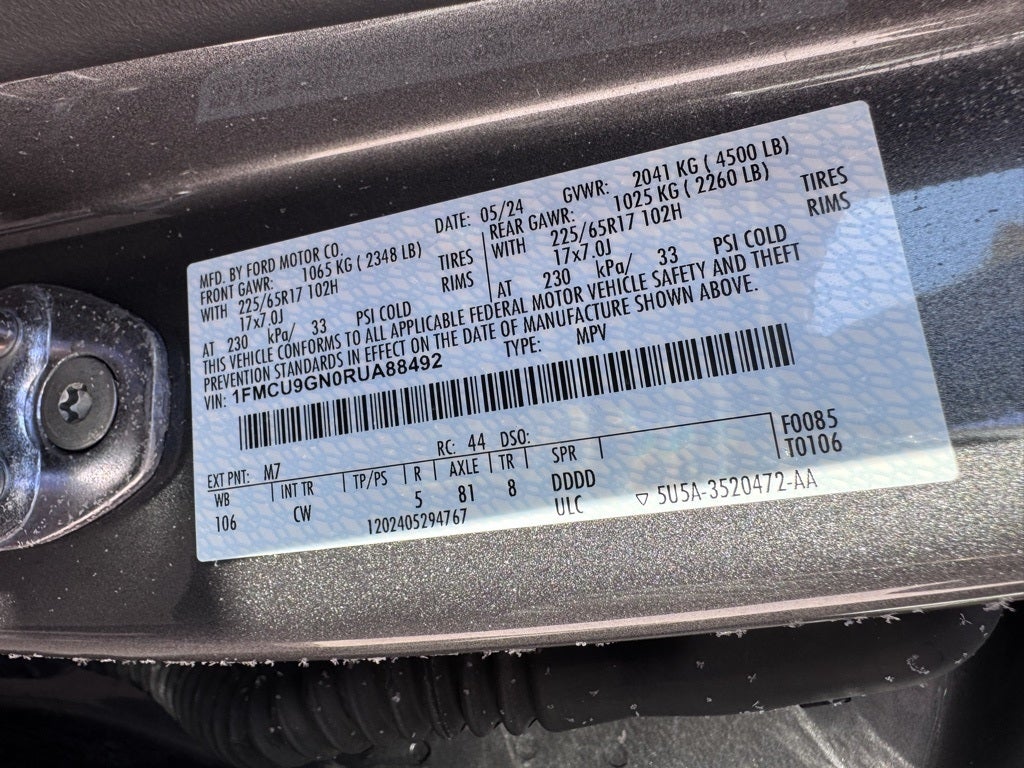 MFD. BY FORD MOTOR CO. DATE: 05/24 GVWR: 2041 KG ( 4500 LB)
FRONT GAWR: 1065 KG ( 2348 LB) REAR GAWR: 1025 KG ( 2260 LB)
WITH 225/65R17 102H TIRES WITH 225/65R17 102H TIRES
17x7.0J RIMS 17x7.0J RIMS
AT 230 kPa/ 33 PSI COLD AT 230 kPa/ 33 PSI COLD
THIS VEHICLE CONFORMS TO ALL APPLICABLE FEDERAL MOTOR VEHICLE SAFETY AND THEFT
PREVENTION STANDARDS IN EFFECT ON THE DATE OF MANUFACTURE SHOWN ABOVE.
VIN: 1FMCU9GN0RUA88492 TYPE: MPV
EXT PNT: M7 RC: 44 DSO: F0085
WB INT TR TP/PS R AXLE TR SPR T0106
106 CW 5 81 8 DDDD
1202405294767 ULC ▽ 5U5A-3520472-AA